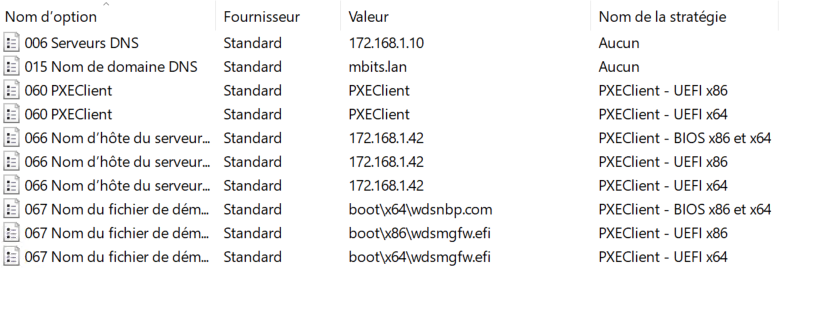 Nom d'option Fournisseur Valeur Nom de la stratégie
006 Serveurs DNS Standard 172.168.1.10 Aucun
015 Nom de domaine DNS Standard mbits.lan Aucun
060 PXEClient Standard PXEClient PXEClient - UEFI x86
060 PXEClient Standard PXEClient PXEClient - UEFI x64
066 Nom d'hôte du serveur... Standard 172.168.1.42 PXEClient - BIOS x86 et x64
066 Nom d'hôte du serveur... Standard 172.168.1.42 PXEClient - UEFI x86
066 Nom d'hôte du serveur... Standard 172.168.1.42 PXEClient - UEFI x64
067 Nom du fichier de dém... Standard boot\x64\wdsnbp.com PXEClient - BIOS x86 et x64
067 Nom du fichier de dém... Standard boot\x86\wdsmgfw.efi PXEClient - UEFI x86
067 Nom du fichier de dém... Standard boot\x64\wdsmgfw.efi PXEClient - UEFI x64